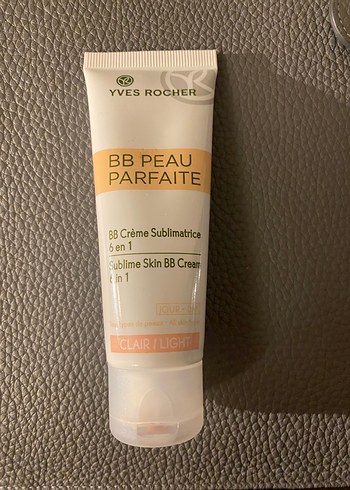 YVES ROCHER
BB PEAU
PARFAITE
BB Crème Sublimatrice
6 en 1
Sublime Skin BB Cream
6 in 1
CLAIR / LIGHT